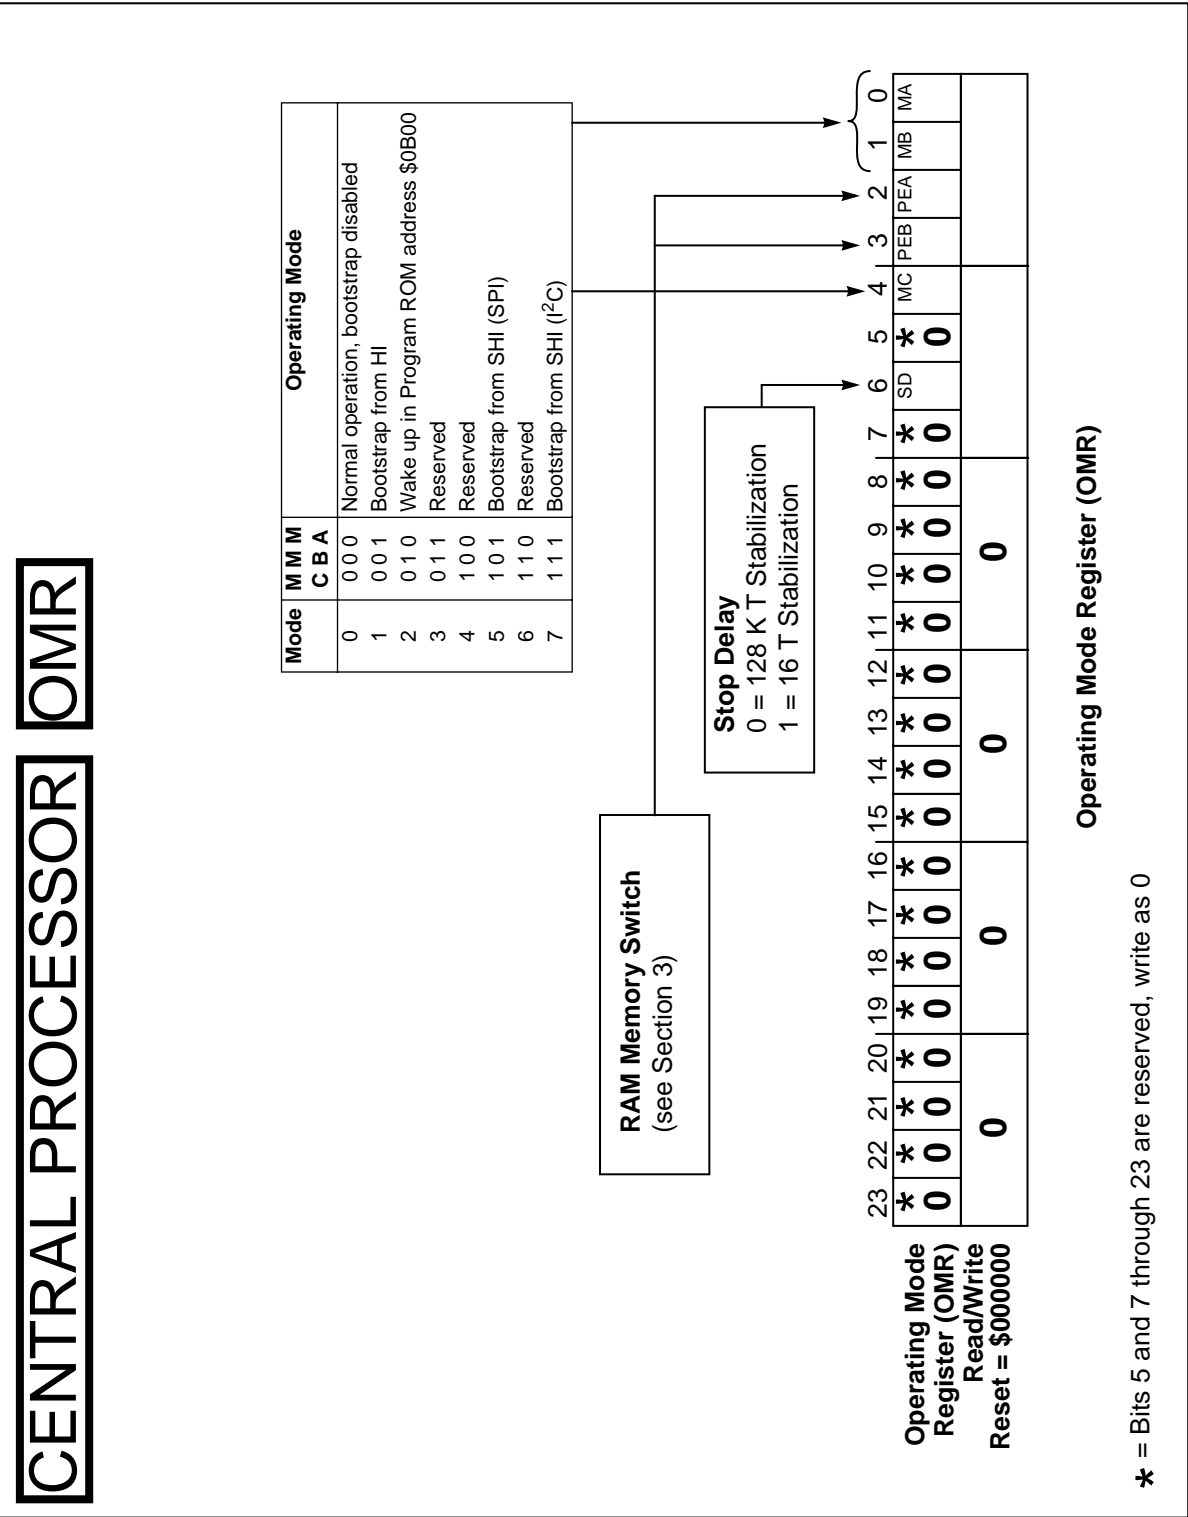 CENTRAL PROCESSOR OMR
Mode M M M Operating Mode
C B A
0 0 0 0 Normal operation, bootstrap disabled
1 0 0 1 Bootstrap from HI
2 0 1 0 Wake up in Program ROM address $0B00
3 0 1 1 Reserved
4 1 0 0 Reserved
5 1 0 1 Bootstrap from SHI (SPI)
6 1 1 0 Reserved
7 1 1 1 Bootstrap from SHI (I²C)
RAM Memory Switch
(see Section 3)
Stop Delay
0 = 128 K T Stabilization
1 = 16 T Stabilization
23 22 21 20 19 18 17 16 15 14 13 12 11 10 9 8 7 6 5 4 3 2 1 0
* * * * * * * * * * * * * * * * * SD * MC PEB PEA MB MA
0 0 0 0 0 0 0 0 0 0 0 0 0 0 0 0 0 0
0 0 0 0
Operating Mode
Register (OMR)
Read/Write
Reset = $000000
Operating Mode Register (OMR)
* = Bits 5 and 7 through 23 are reserved, write as 0